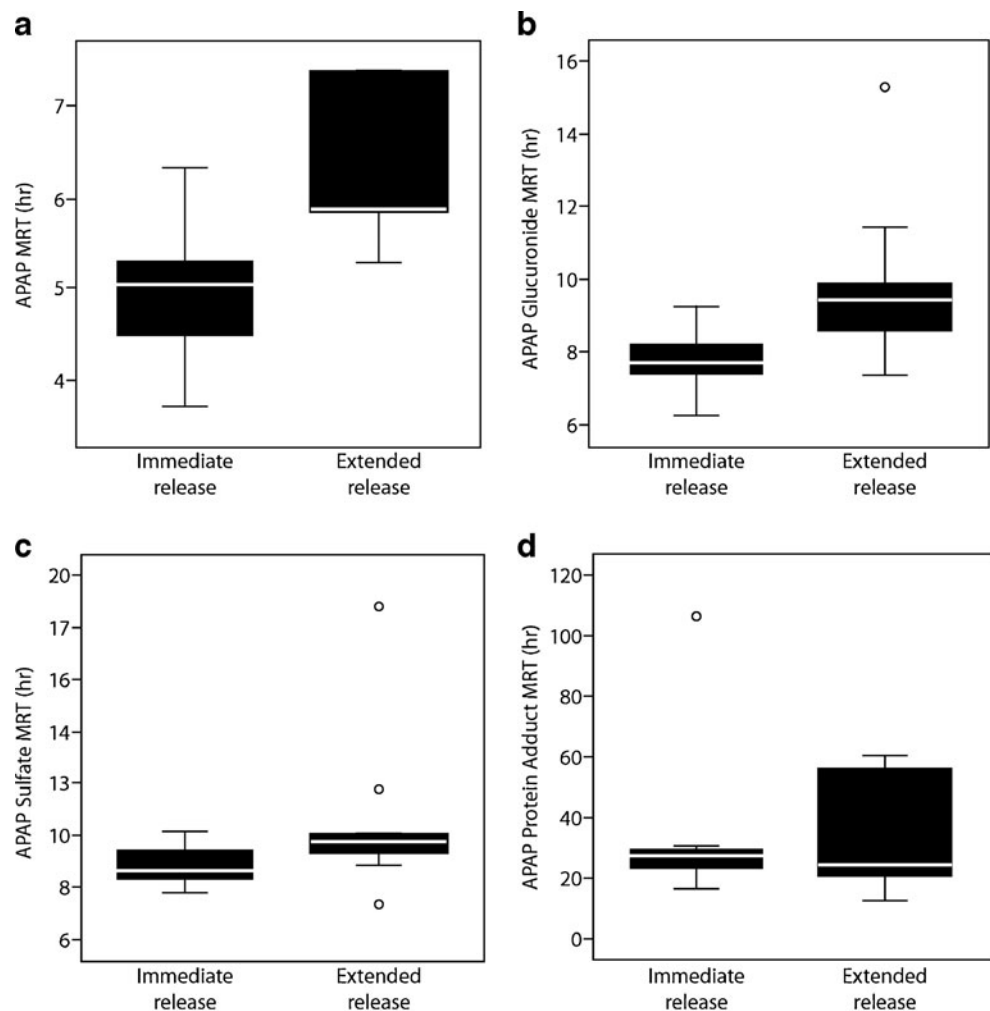 a
7
6
5
4
APAP MRT (hr)
Immediate
release
Extended
release
b
16
14
12
10
8
6
APAP Glucuronide MRT (hr)
Immediate
release
Extended
release
c
20
17
16
14
13
10
8
6
APAP Sulfate MRT (hr)
Immediate
release
Extended
release
d
120
100
80
60
40
20
0
APAP Protein Adduct MRT (hr)
Immediate
release
Extended
release